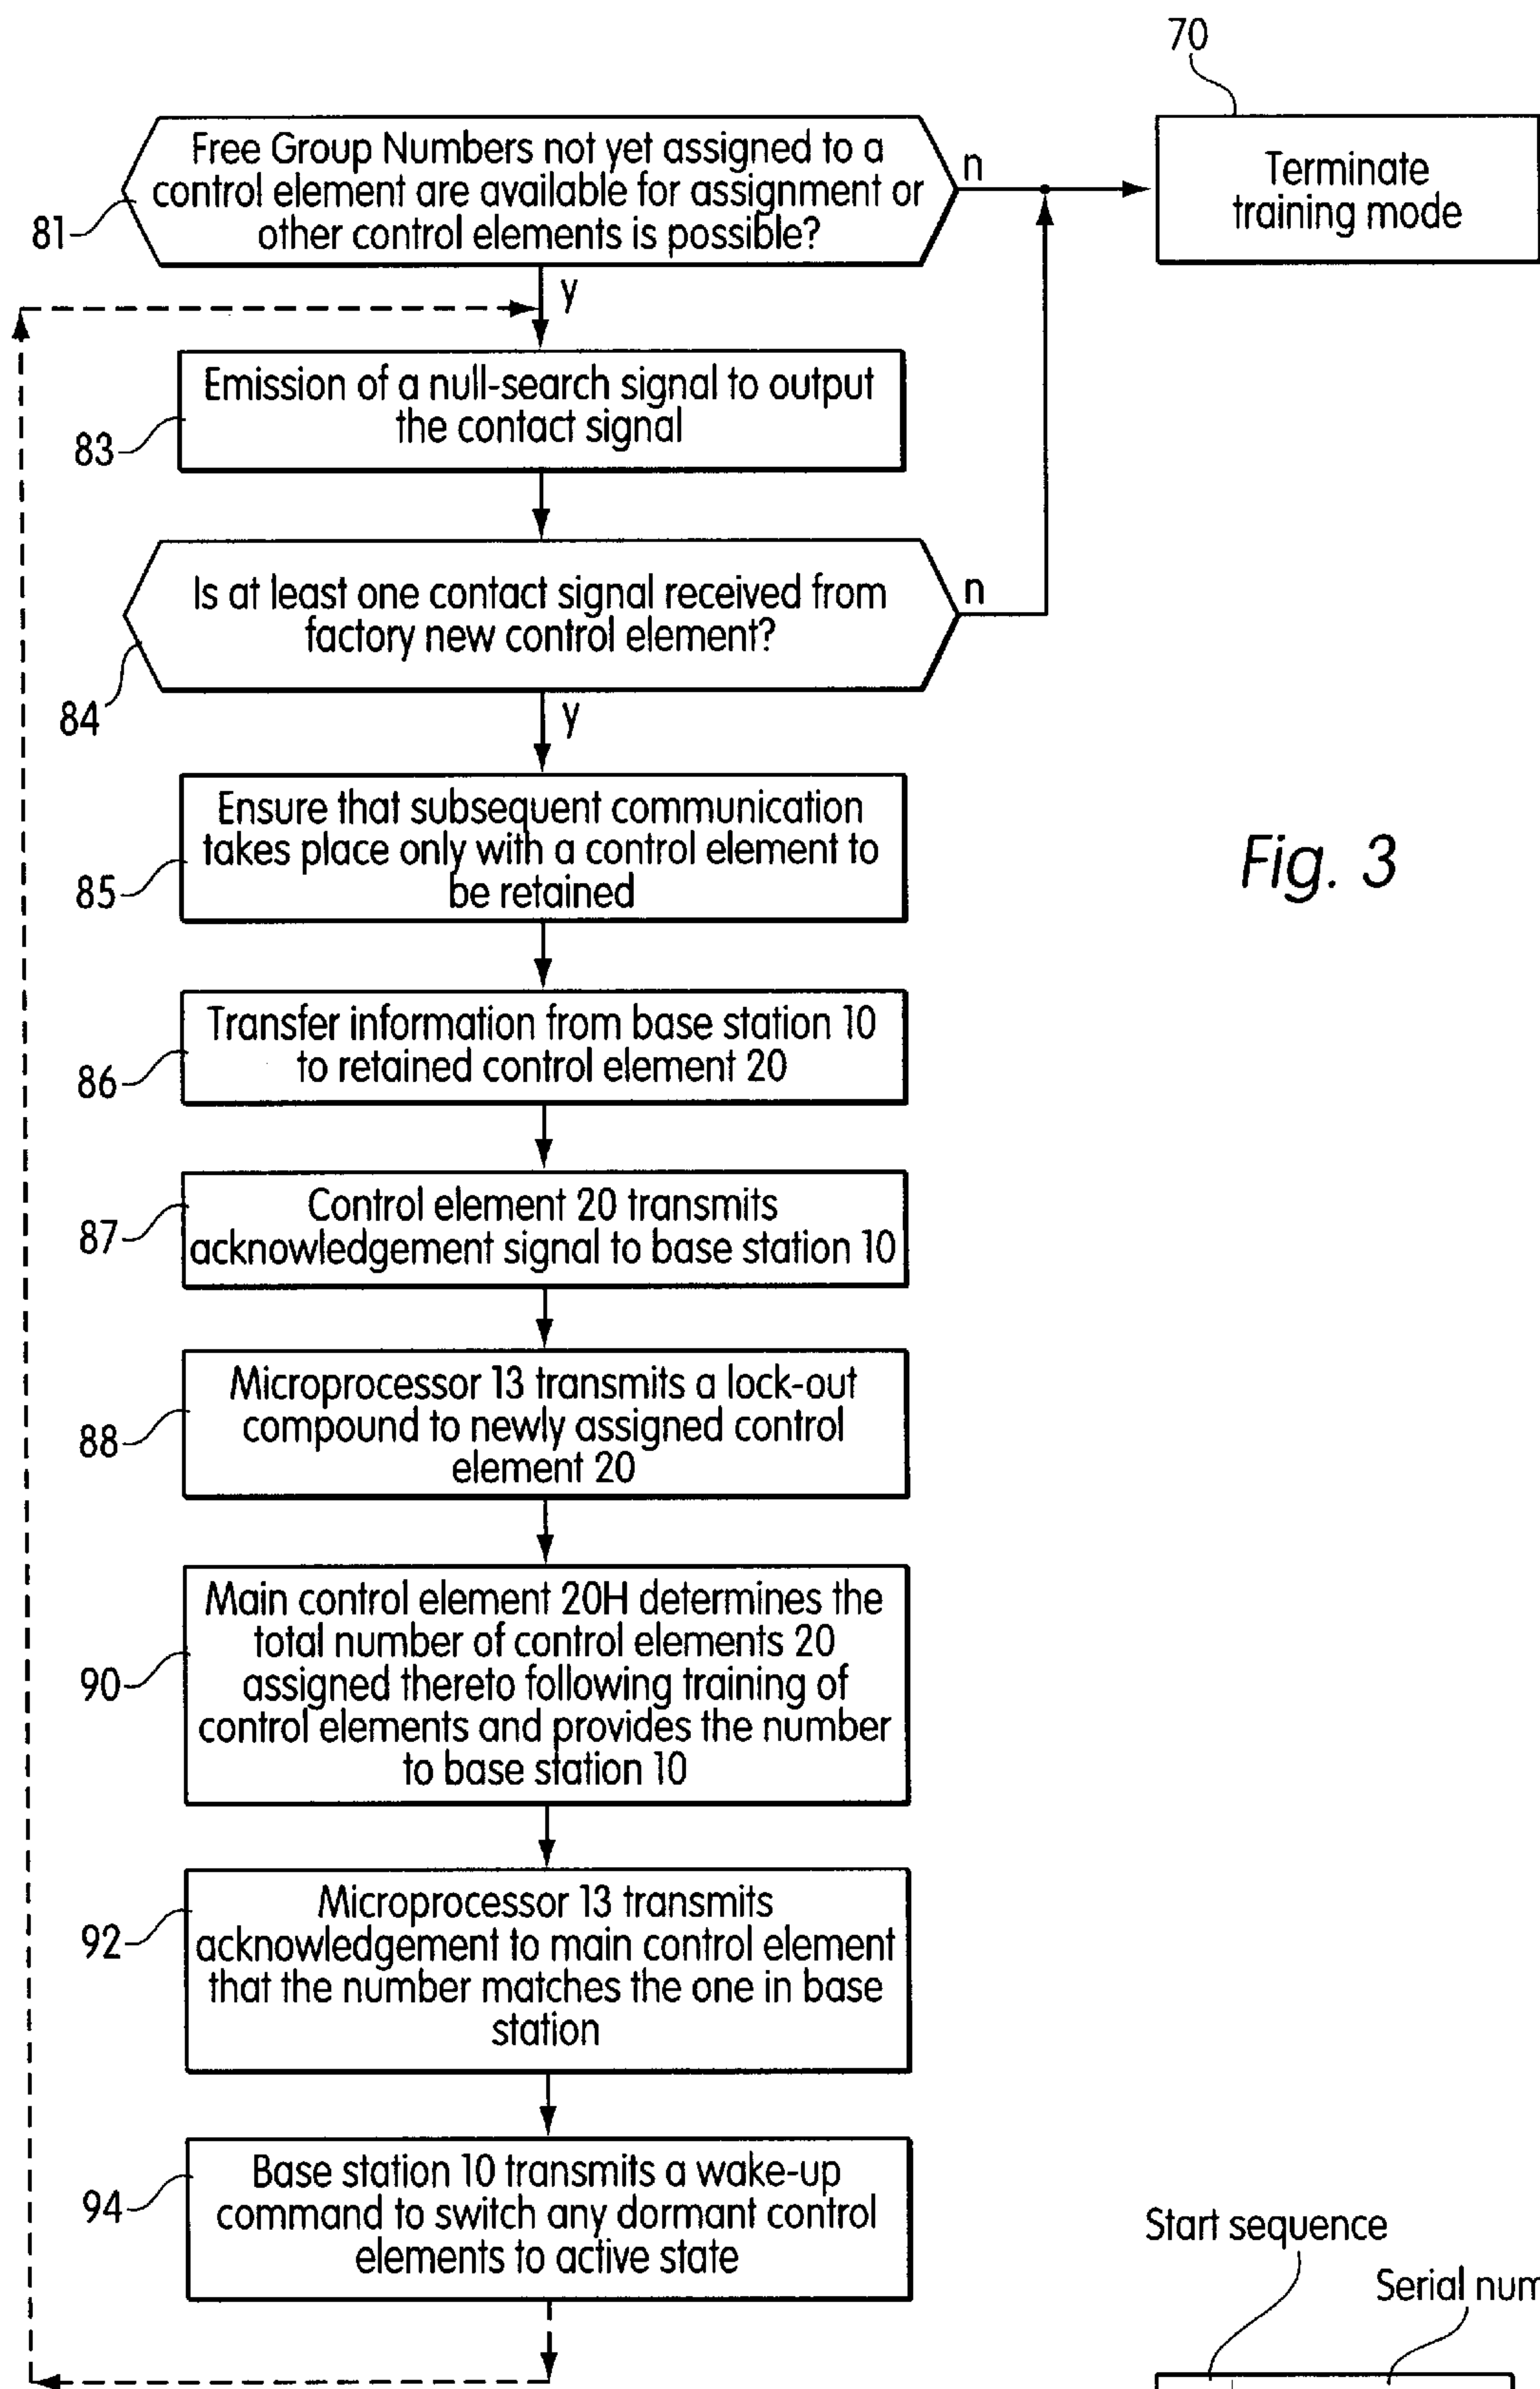 70
Free Group Numbers not yet assigned to a
control element are available for assignment or
other control elements is possible?
81
n
Terminate
training mode
y
Emission of a null-search signal to output
the contact signal
83
Is at least one contact signal received from
factory new control element?
n
84
y
Ensure that subsequent communication
takes place only with a control element to
be retained
85
Fig. 3
Transfer information from base station 10
to retained control element 20
86
Control element 20 transmits
acknowledgement signal to base station 10
87
Microprocessor 13 transmits a lock-out
compound to newly assigned control
element 20
88
Main control element 20H determines the
total number of control elements 20
assigned thereto following training of
control elements and provides the number
to base station 10
90
Microprocessor 13 transmits
acknowledgement to main control element
that the number matches the one in base
station
92
Base station 10 transmits a wake-up
command to switch any dormant control
elements to active state
94
Start sequence
Serial num